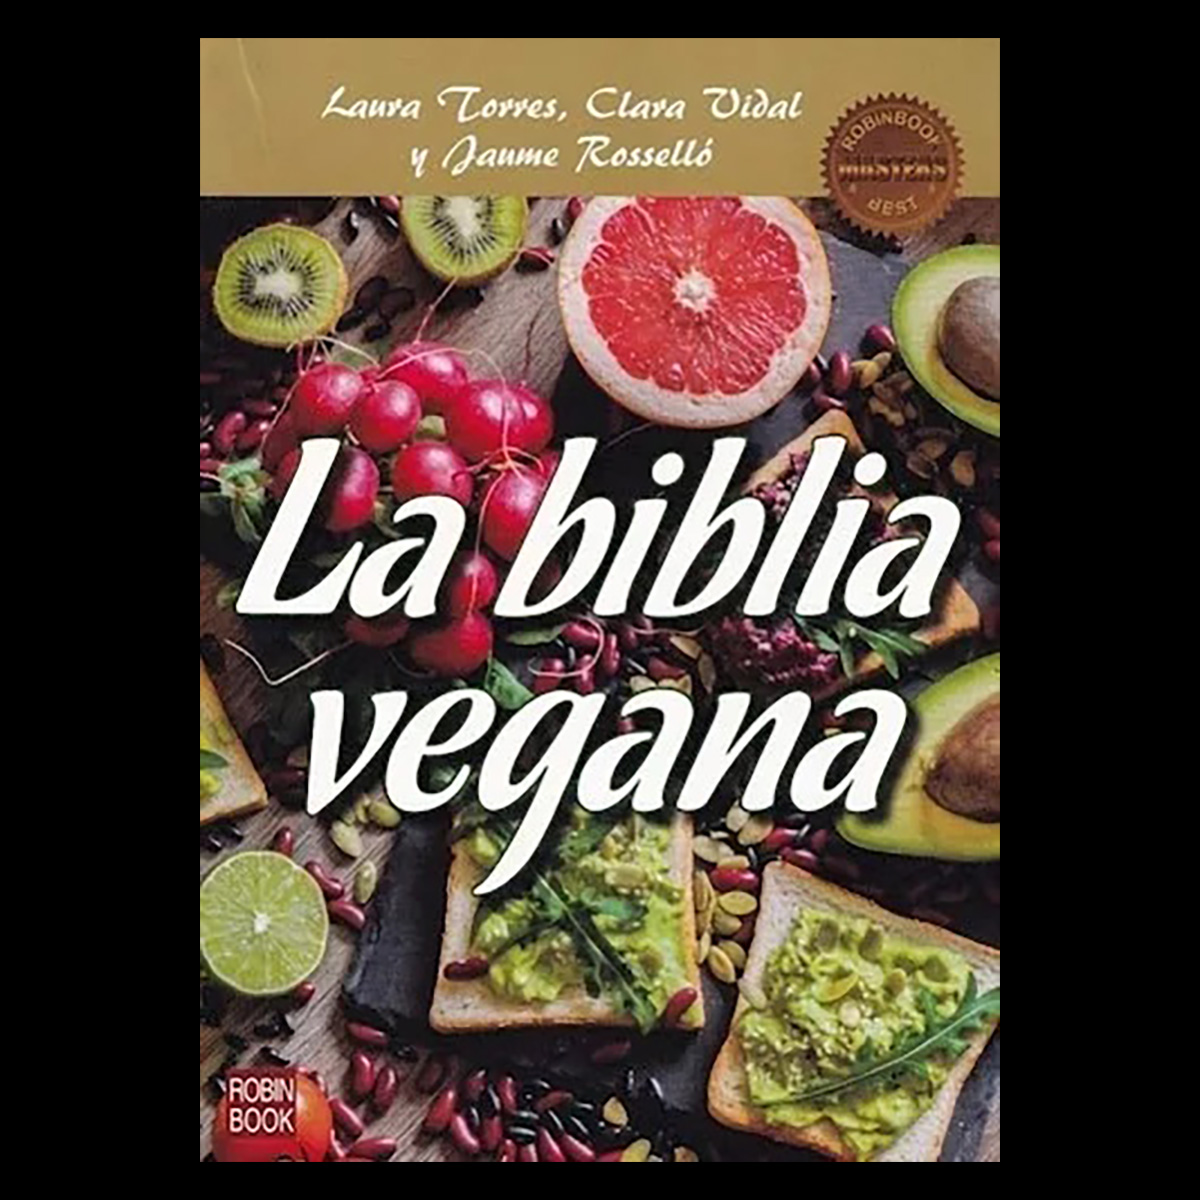 Laura Torres, Clara Vidal
y Jaume Rosselló
ROBINBOOK
MASTERS
BEST
La biblia
vegana
ROBIN
BOOK